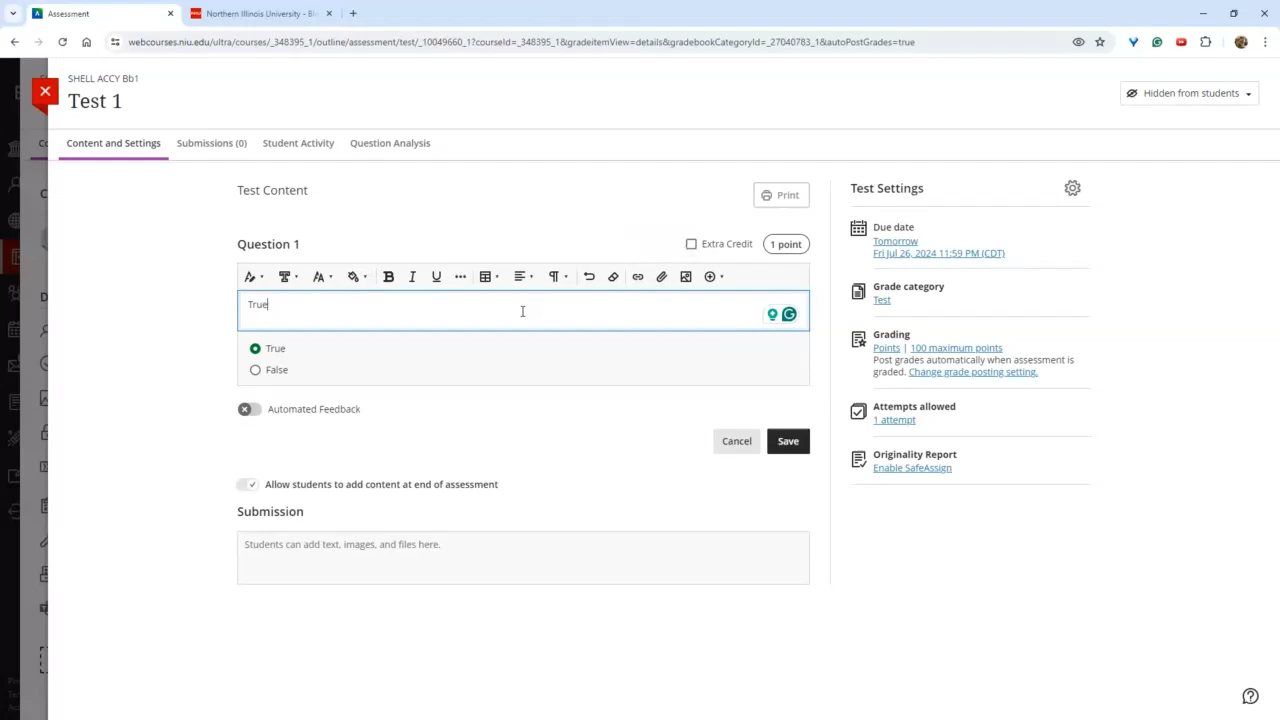 Assessment
Northern Illinois University - Bl
webcourses.niu.edu/ultra/courses/_348395_1/outline/assessment/test/_10049660_1?courseId=_348395_1&gradeitemView=details&gradebookCategoryId=_27040783_1&autoPostGrades=true
SHELL ACCY Bb1
Test 1
Hidden from students
Content and Settings
Submissions (0)
Student Activity
Question Analysis
Test Content
Print
Question 1
Extra Credit
1 point
True
True
False
Automated Feedback
Cancel
Save
Allow students to add content at end of assessment
Submission
Students can add text, images, and files here.
Test Settings
Due date
Tomorrow
Fri Jul 26, 2024 11:59 PM (CDT)
Grade category
Test
Grading
Points | 100 maximum points
Post grades automatically when assessment is
graded. Change grade posting setting.
Attempts allowed
1 attempt
Originality Report
Enable SafeAssign